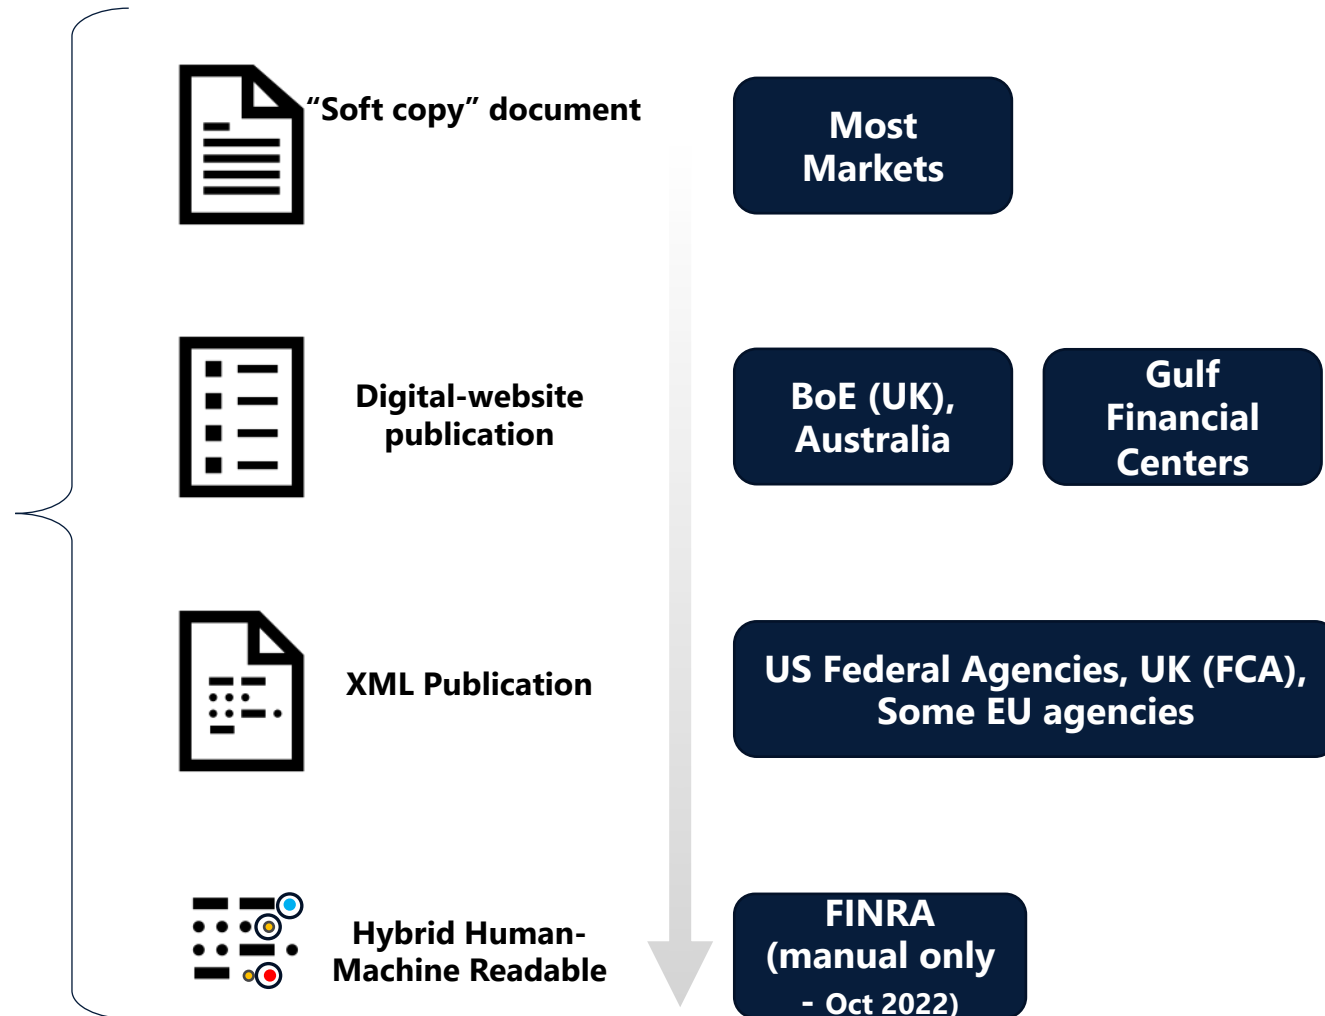 “Soft copy” document
Most
Markets
Digital-website
publication
BoE (UK),
Australia
Gulf
Financial
Centers
XML Publication
US Federal Agencies, UK (FCA),
Some EU agencies
Hybrid Human-
Machine Readable
FINRA
(manual only
- Oct 2022)